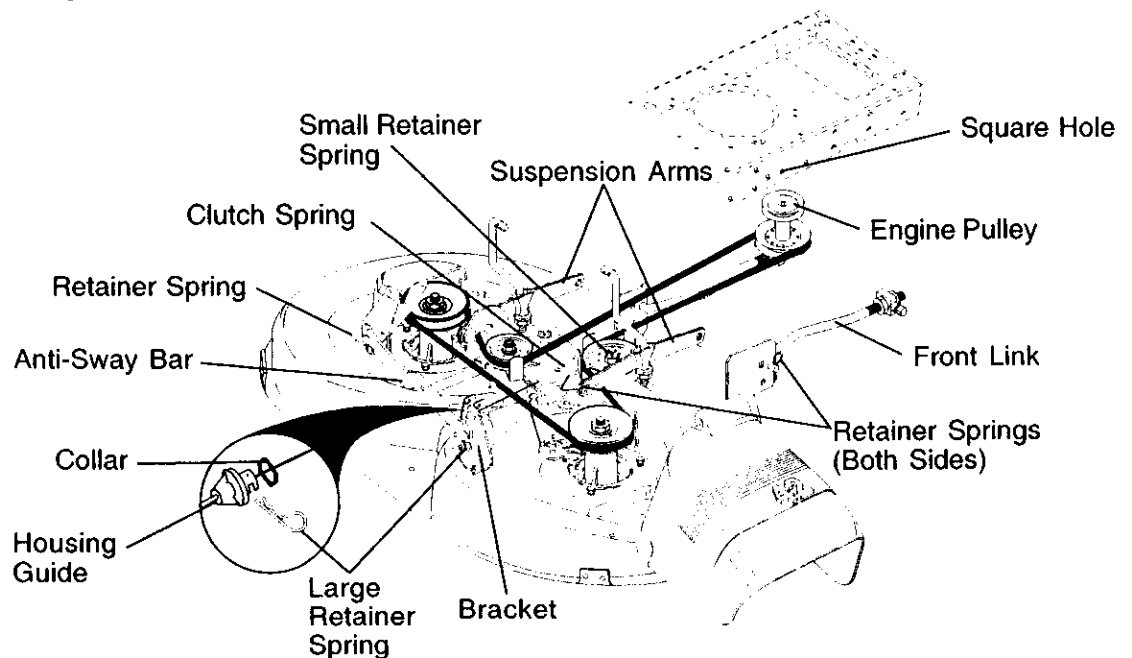 Small Retainer
Spring
Square Hole
Suspension Arms
Clutch Spring
Engine Pulley
Retainer Spring
Anti-Sway Bar
Front Link
Retainer Springs
(Both Sides)
Collar
Housing
Guide
Large
Retainer
Spring
Bracket